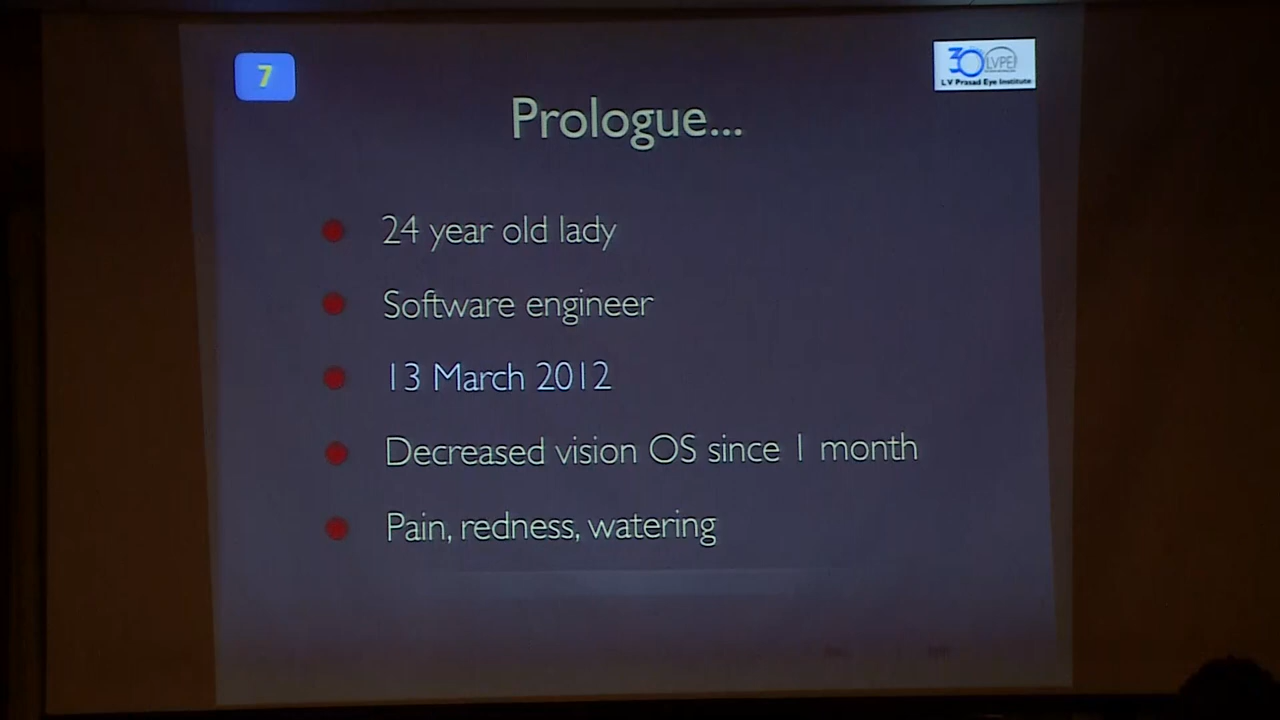 7
30 LVPEI
L V Prasad Eye Institute
Prologue...
24 year old lady
Software engineer
13 March 2012
Decreased vision OS since 1 month
Pain, redness, watering